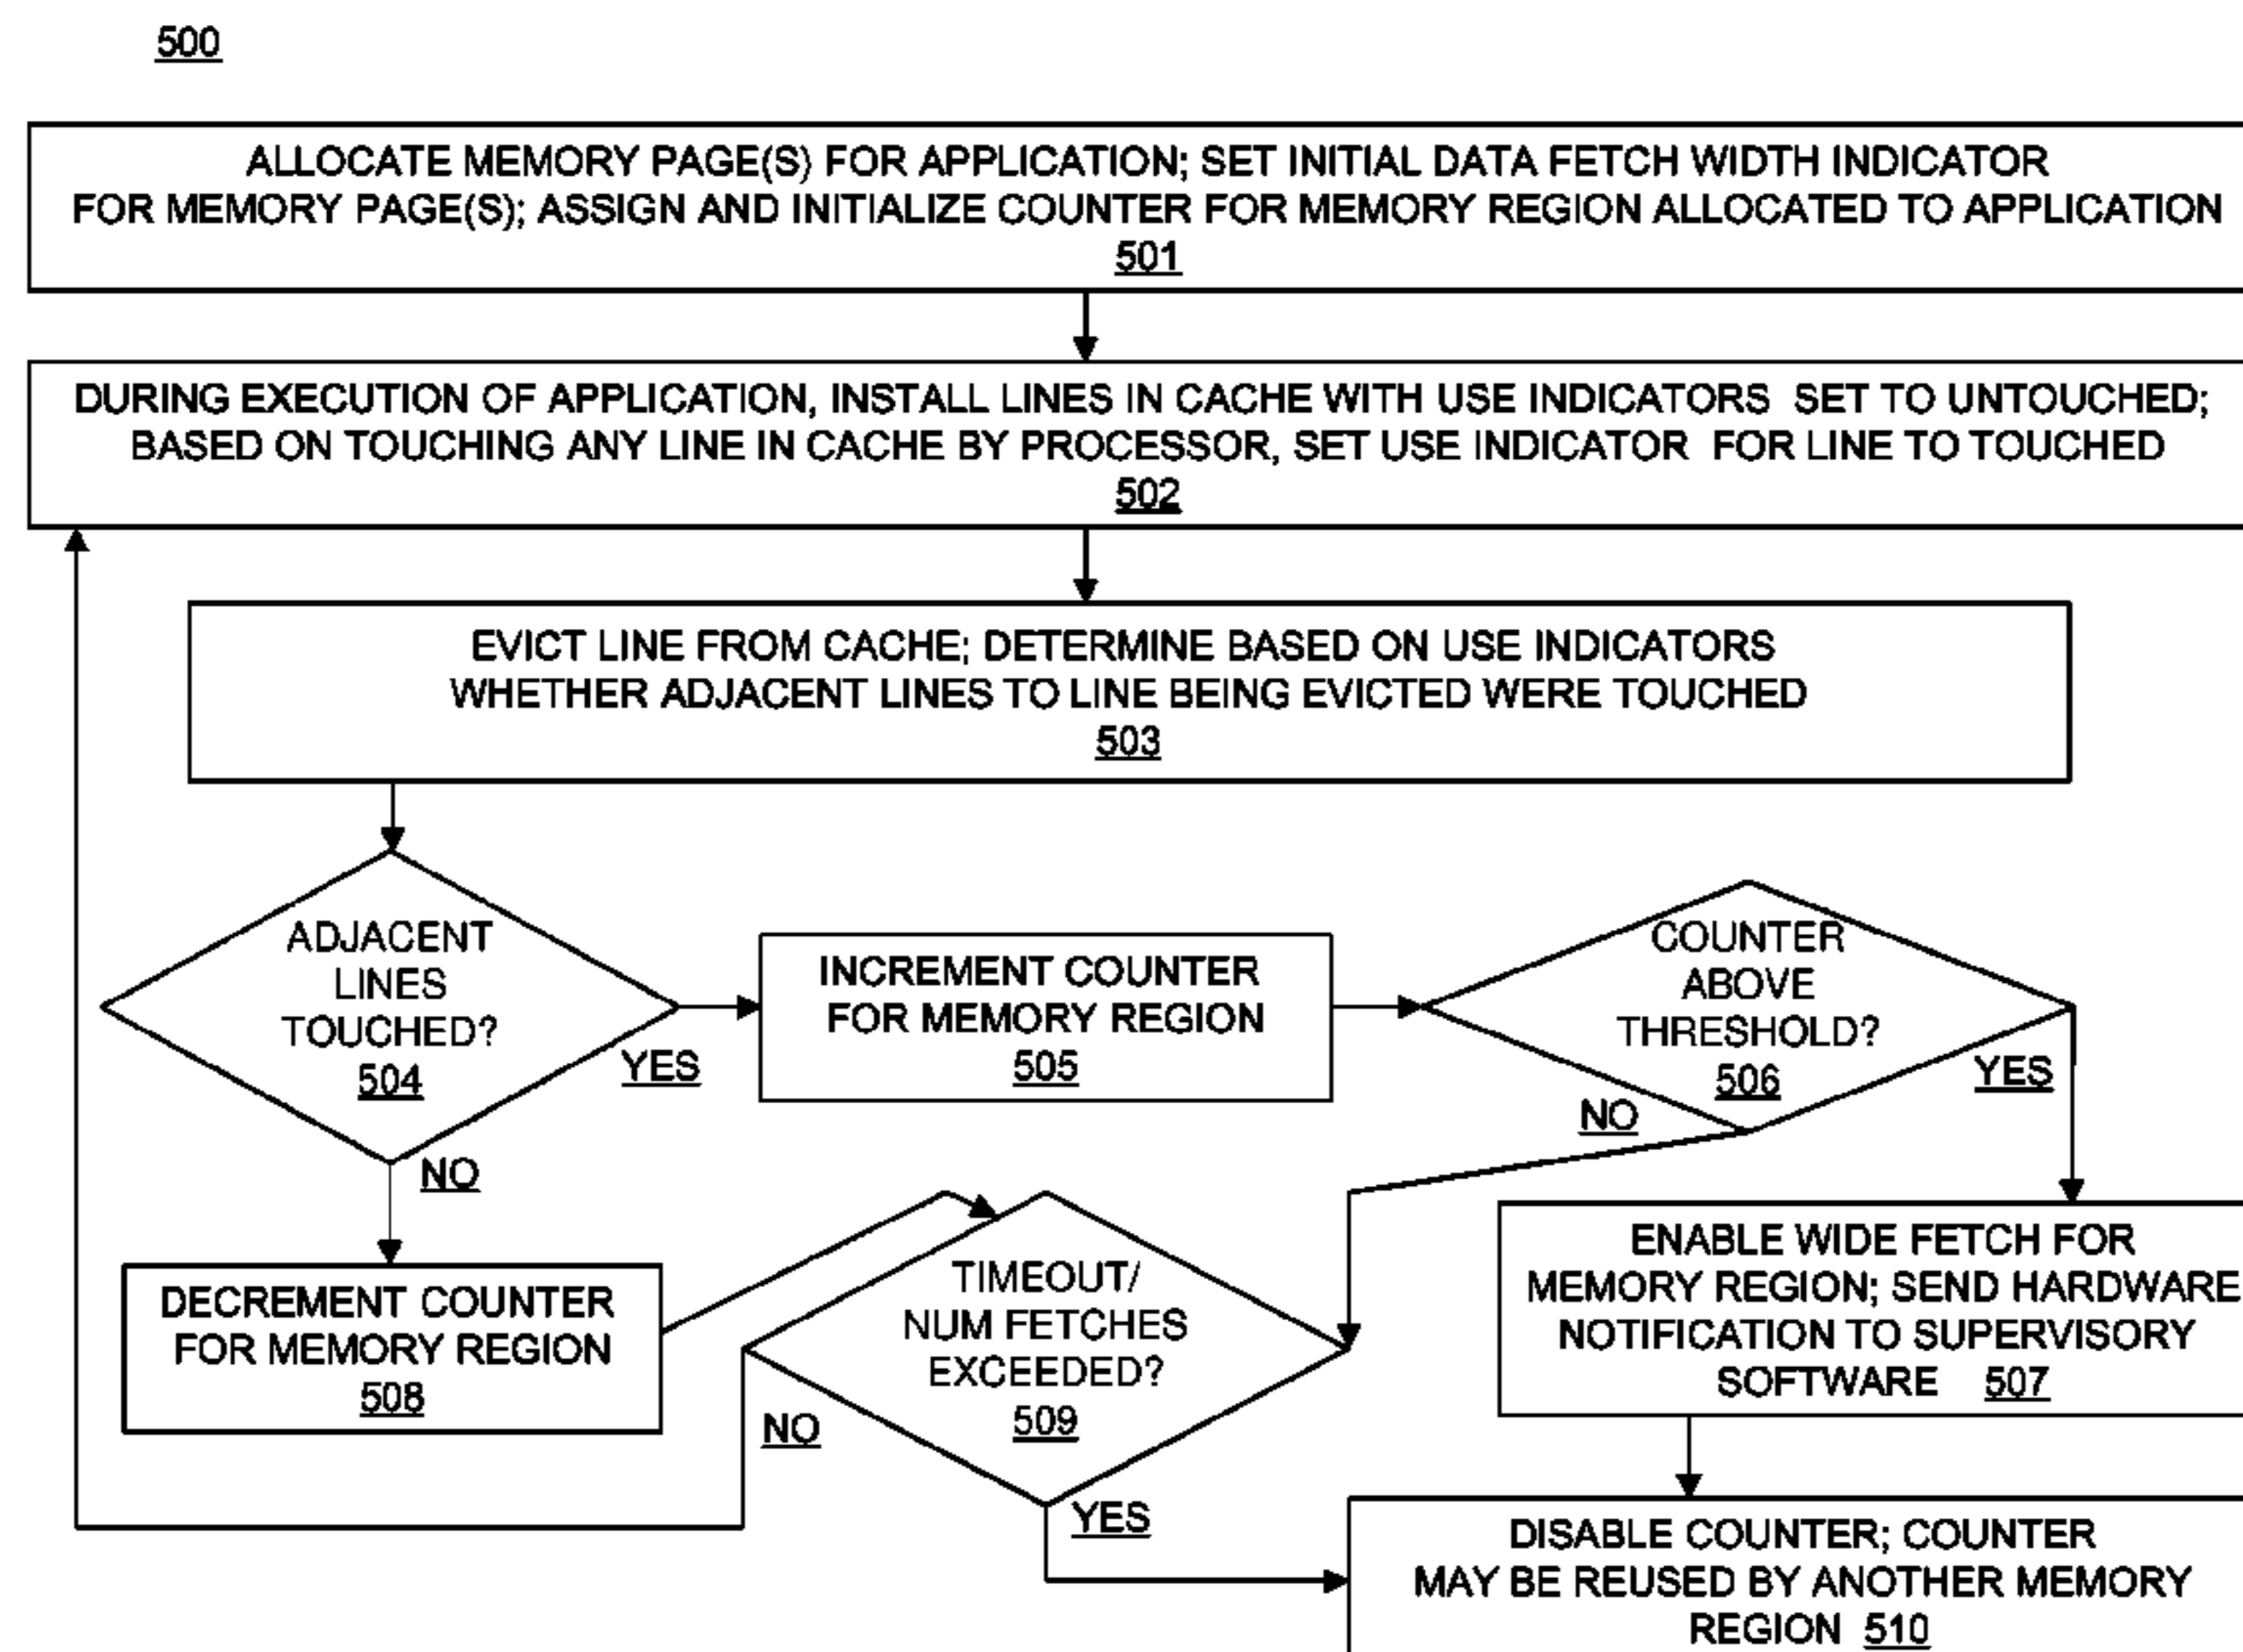 500
ALLOCATE MEMORY PAGE(S) FOR APPLICATION; SET INITIAL DATA FETCH WIDTH INDICATOR
FOR MEMORY PAGE(S); ASSIGN AND INITIALIZE COUNTER FOR MEMORY REGION ALLOCATED TO APPLICATION
501
DURING EXECUTION OF APPLICATION, INSTALL LINES IN CACHE WITH USE INDICATORS SET TO UNTOUCHED;
BASED ON TOUCHING ANY LINE IN CACHE BY PROCESSOR, SET USE INDICATOR FOR LINE TO TOUCHED
502
EVICT LINE FROM CACHE; DETERMINE BASED ON USE INDICATORS
WHETHER ADJACENT LINES TO LINE BEING EVICTED WERE TOUCHED
503
ADJACENT
LINES
TOUCHED?
504
YES
NO
INCREMENT COUNTER
FOR MEMORY REGION
505
COUNTER
ABOVE
THRESHOLD?
506
YES
NO
DECREMENT COUNTER
FOR MEMORY REGION
508
TIMEOUT/
NUM FETCHES
EXCEEDED?
509
NO
YES
ENABLE WIDE FETCH FOR
MEMORY REGION; SEND HARDWARE
NOTIFICATION TO SUPERVISORY
SOFTWARE 507
DISABLE COUNTER; COUNTER
MAY BE REUSED BY ANOTHER MEMORY
REGION 510